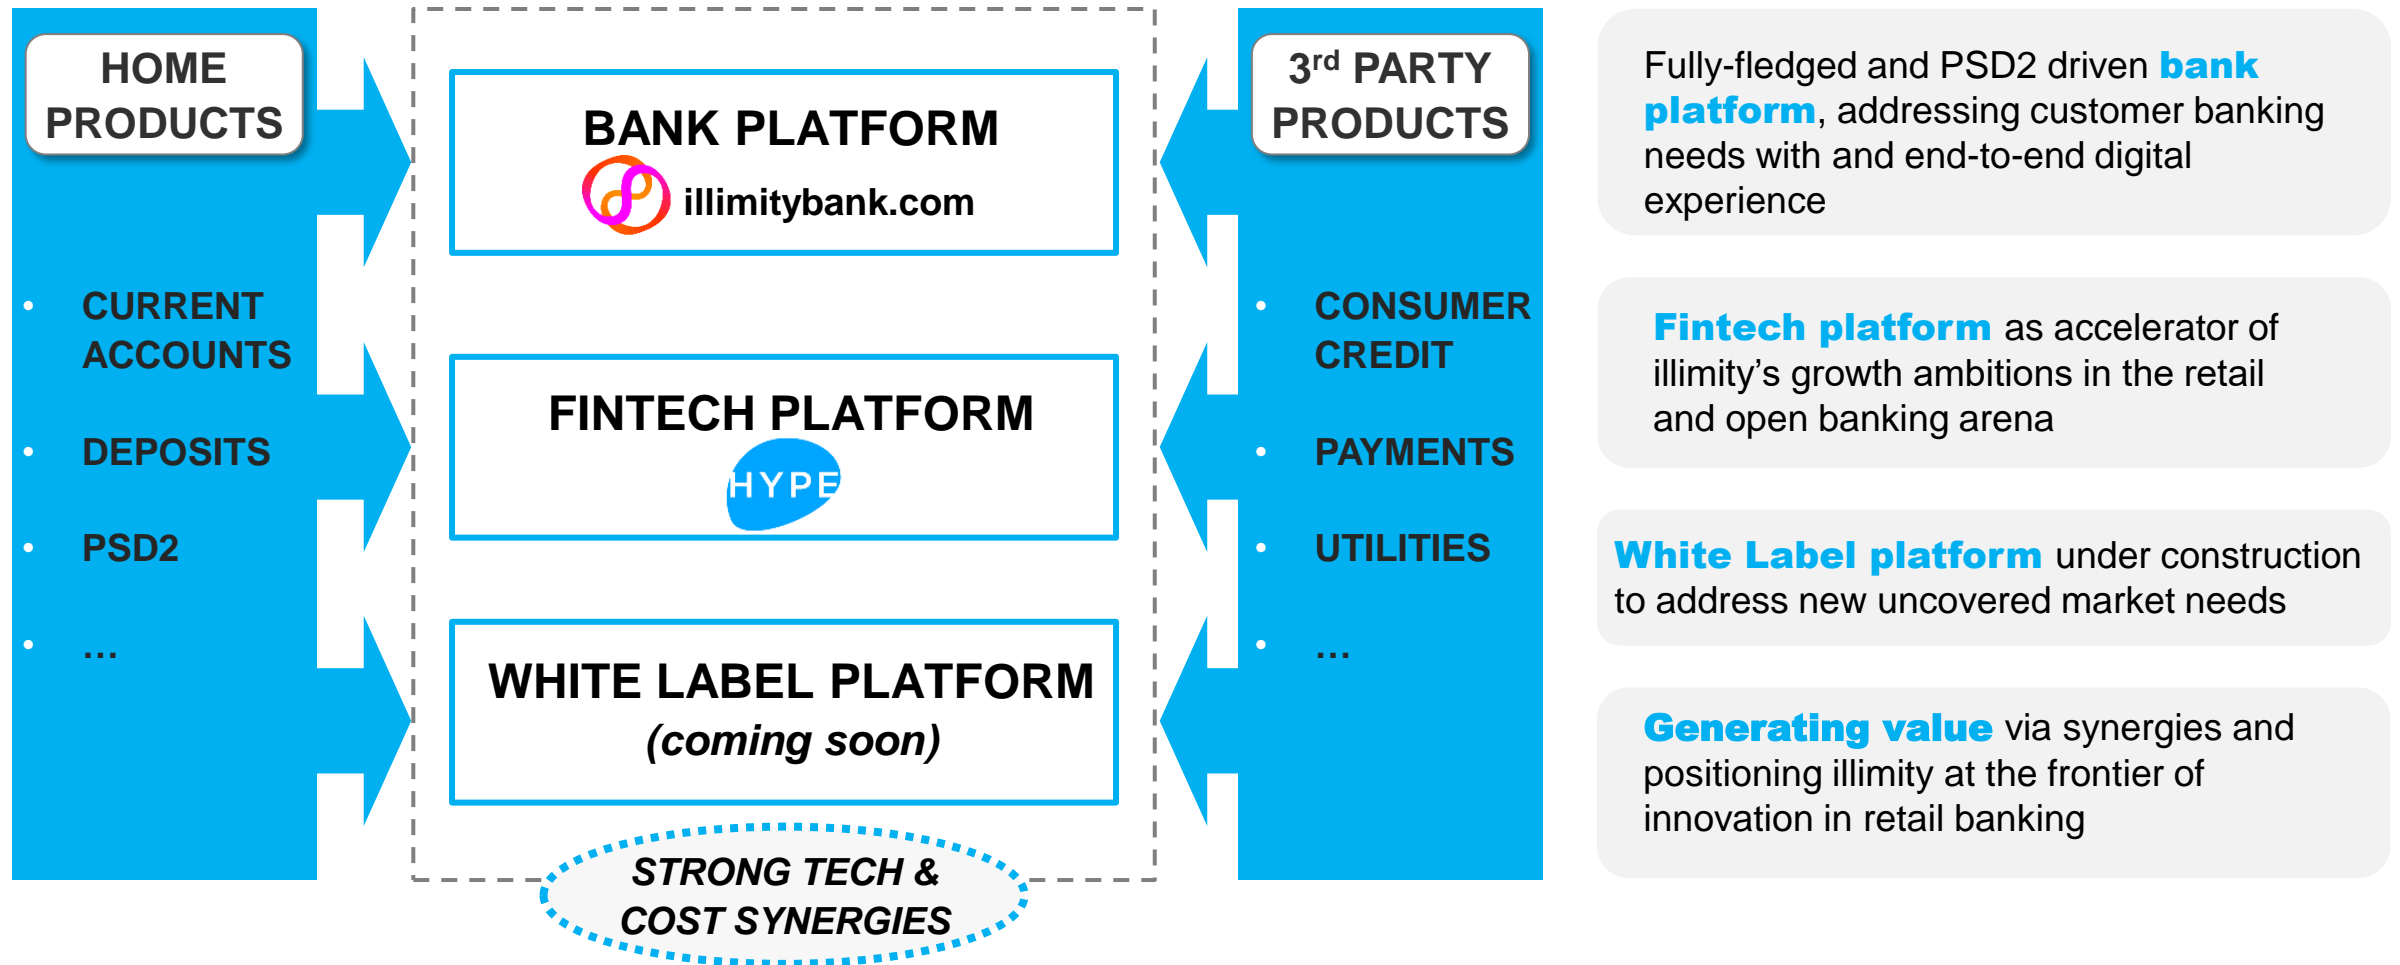 HOME
PRODUCTS
• CURRENT
ACCOUNTS
• DEPOSITS
• PSD2
• …
BANK PLATFORM
illimitybank.com
FINTECH PLATFORM
HYPE
WHITE LABEL PLATFORM
(coming soon)
STRONG TECH &
COST SYNERGIES
3rd PARTY
PRODUCTS
• CONSUMER
CREDIT
• PAYMENTS
• UTILITIES
• …
Fully-fledged and PSD2 driven bank
platform, addressing customer banking
needs with and end-to-end digital
experience
Fintech platform as accelerator of
illimity’s growth ambitions in the retail
and open banking arena
White Label platform under construction
to address new uncovered market needs
Generating value via synergies and
positioning illimity at the frontier of
innovation in retail banking